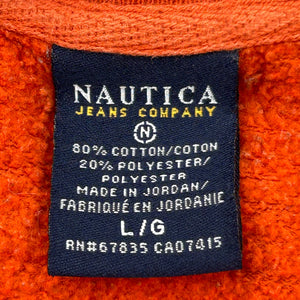 NAUTICA
JEANS COMPANY
N
80% COTTON/COTON
20% POLYESTER/
POLYESTER
MADE IN JORDAN/
FABRIQUÉ EN JORDANIE
L/G
RN#67835 CA07415